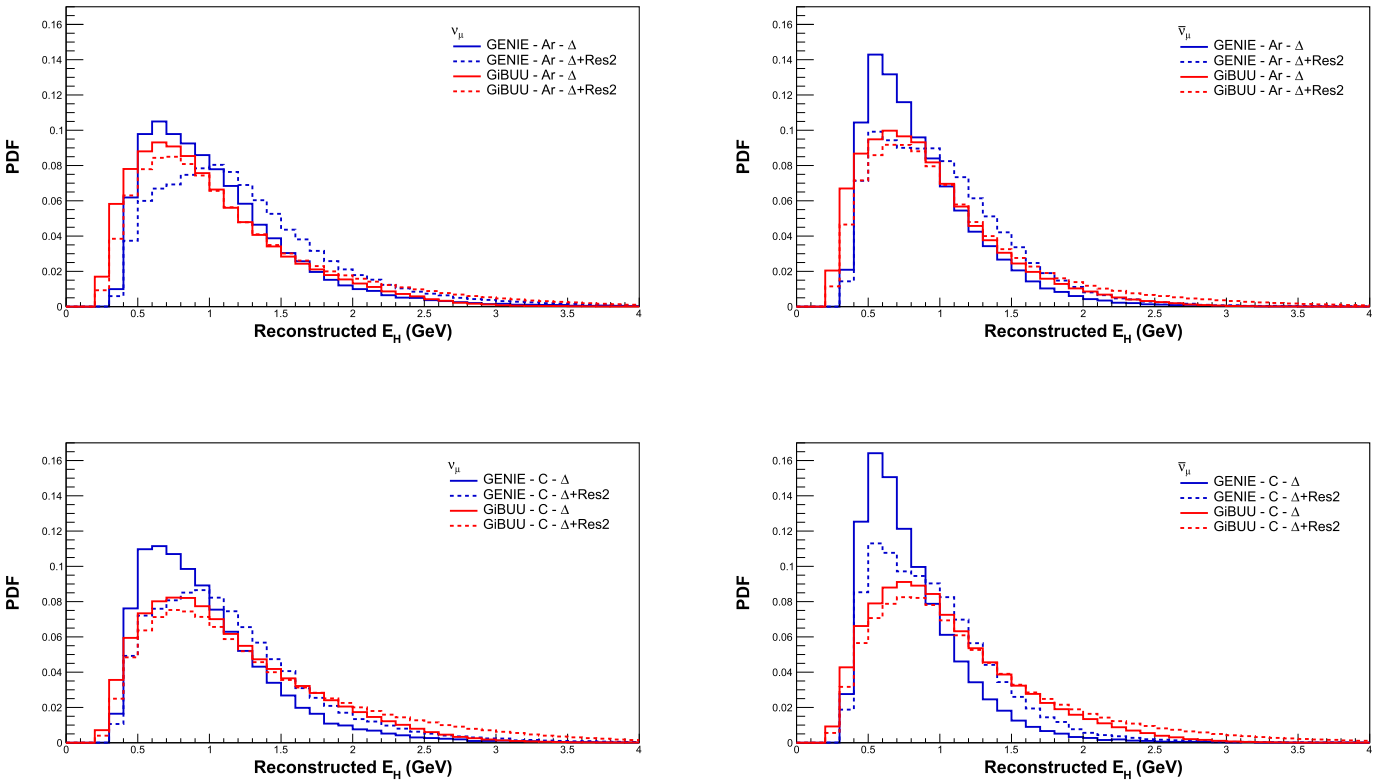 PDF
0.16
0.14
0.12
0.1
0.08
0.06
0.04
0.02
0
νμ
GENIE - Ar - Δ
GENIE - Ar - Δ+Res2
GiBUU - Ar - Δ
GiBUU - Ar - Δ+Res2
0 0.5 1 1.5 2 2.5 3 3.5 4
Reconstructed E_H (GeV)
PDF
0.16
0.14
0.12
0.1
0.08
0.06
0.04
0.02
0
ν̅μ
GENIE - Ar - Δ
GENIE - Ar - Δ+Res2
GiBUU - Ar - Δ
GiBUU - Ar - Δ+Res2
0 0.5 1 1.5 2 2.5 3 3.5 4
Reconstructed E_H (GeV)
PDF
0.16
0.14
0.12
0.1
0.08
0.06
0.04
0.02
0
νμ
GENIE - C - Δ
GENIE - C - Δ+Res2
GiBUU - C - Δ
GiBUU - C - Δ+Res2
0 0.5 1 1.5 2 2.5 3 3.5 4
Reconstructed E_H (GeV)
PDF
0.16
0.14
0.12
0.1
0.08
0.06
0.04
0.02
0
ν̅μ
GENIE - C - Δ
GENIE - C - Δ+Res2
GiBUU - C - Δ
GiBUU - C - Δ+Res2
0 0.5 1 1.5 2 2.5 3 3.5 4
Reconstructed E_H (GeV)